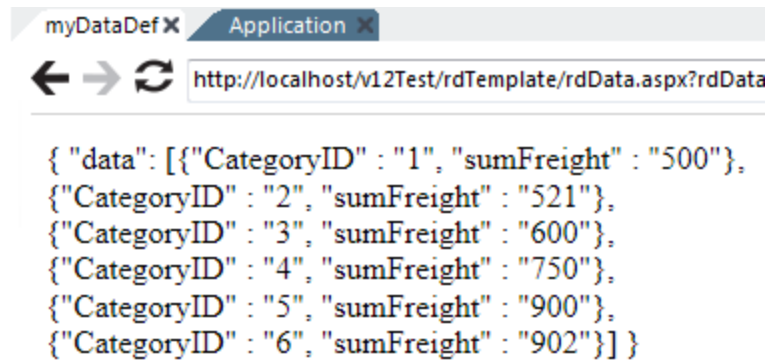 myDataDef Application
http://localhost/v12Test/rdTemplate/rdData.aspx?rdData
{ "data": [{"CategoryID" : "1", "sumFreight" : "500"},
{"CategoryID" : "2", "sumFreight" : "521"},
{"CategoryID" : "3", "sumFreight" : "600"},
{"CategoryID" : "4", "sumFreight" : "750"},
{"CategoryID" : "5", "sumFreight" : "900"},
{"CategoryID" : "6", "sumFreight" : "902"}] }